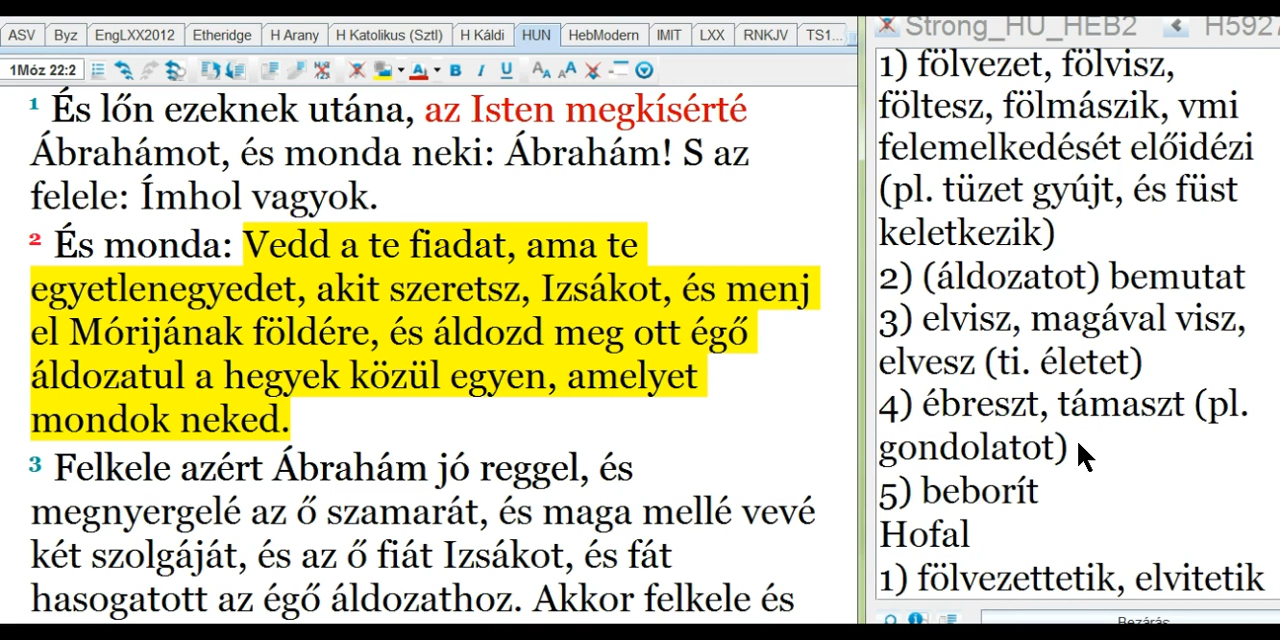 ASV Byz EngLXX2012 Etheridge H Arany H Katolikus (Sztl) H Káldi HUN HebModern IMIT LXX RNKJV TS1...
1Móz 22:2
1 És lőn ezeknek utána, az Isten megkísérté
Ábrahámot, és monda neki: Ábrahám! S az
felele: Ímhol vagyok.
2 És monda: Vedd a te fiadat, ama te
egyetlenegyedet, akit szeretsz, Izsákot, és menj
el Mórijának földére, és áldozd meg ott égő
áldozatul a hegyek közül egyen, amelyet
mondok neked.
3 Felkele azért Ábrahám jó reggel, és
megnyergelé az ő szamarát, és maga mellé vevé
két szolgáját, és az ő fiát Izsákot, és fát
hasogatott az égő áldozathoz. Akkor felkele és
Strong_HU_HEB2 H5927
1) fölvezet, fölvisz,
föltesz, fölmászik, vmi
felemelkedését előidézi
(pl. tüzet gyújt, és füst
keletkezik)
2) (áldozatot) bemutat
3) elvisz, magával visz,
elvesz (ti. életet)
4) ébreszt, támaszt (pl.
gondolatot)
5) beborít
Hofal
1) fölvezettetik, elvitetik
Bezárás